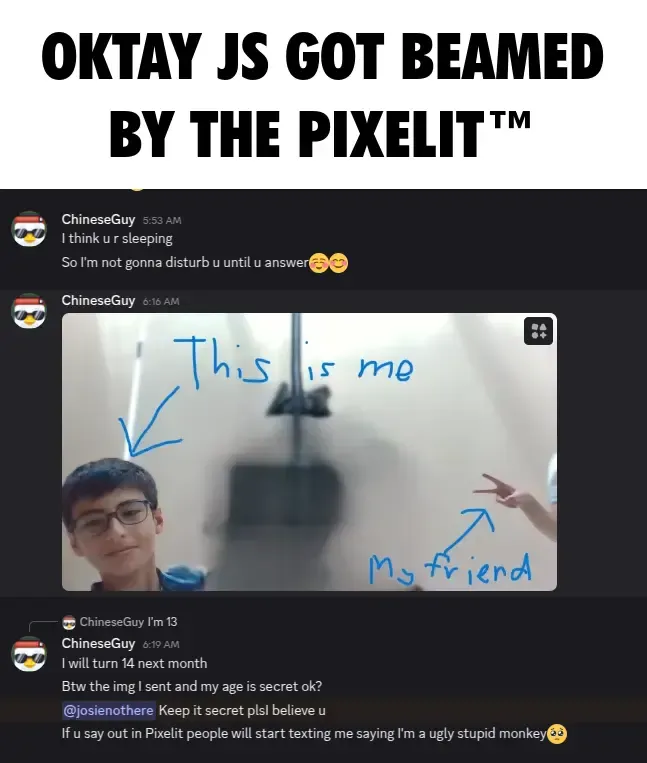 OKTAY JS GOT BEAMED
BY THE PIXELIT™
ChineseGuy 5:53 AM
I think u r sleeping
So I'm not gonna disturb u until u answer☺️😊
ChineseGuy 6:16 AM
This is me
My friend
ChineseGuy I'm 13
ChineseGuy 6:19 AM
I will turn 14 next month
Btw the img I sent and my age is secret ok?
@josienothere Keep it secret plsI believe u
If u say out in Pixelit people will start texting me saying I'm a ugly stupid monkey🥺